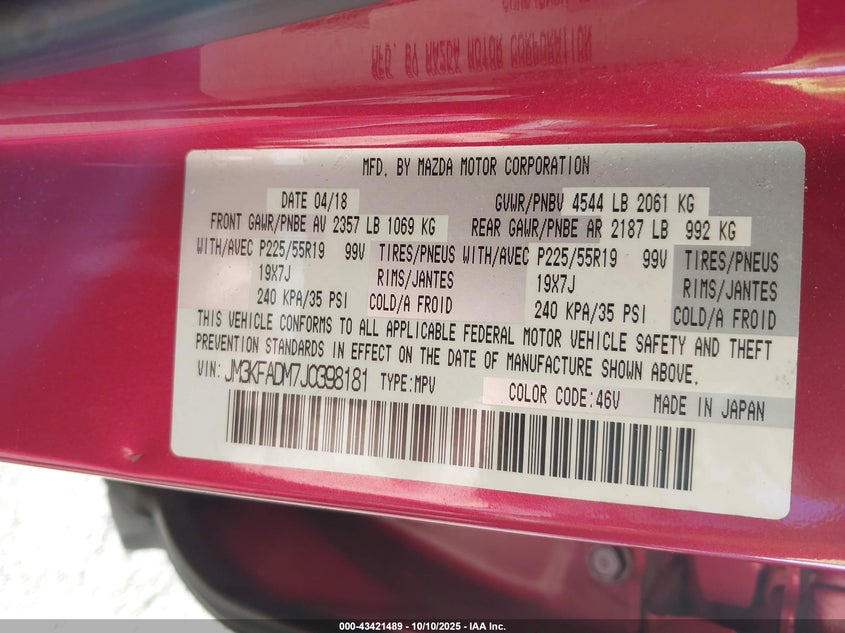 MFD. BY MAZDA MOTOR CORPORATION
DATE 04/18 GVWR/PNBV 4544 LB 2061 KG
FRONT GAWR/PNBE AV 2357 LB 1069 KG REAR GAWR/PNBE AR 2187 LB 992 KG
WITH/AVEC P225/55R19 99V TIRES/PNEUS WITH/AVEC P225/55R19 99V TIRES/PNEUS
19X7J RIMS/JANTES 19X7J RIMS/JANTES
240 KPA/35 PSI COLD/A FROID 240 KPA/35 PSI COLD/A FROID
THIS VEHICLE CONFORMS TO ALL APPLICABLE FEDERAL MOTOR VEHICLE SAFETY AND THEFT
PREVENTION STANDARDS IN EFFECT ON THE DATE OF MANUFACTURE SHOWN ABOVE.
VIN: JM3KFADM7J0398181 TYPE:MPV COLOR CODE:46V MADE IN JAPAN
000-43421489 - 10/10/2025 - IAA Inc.